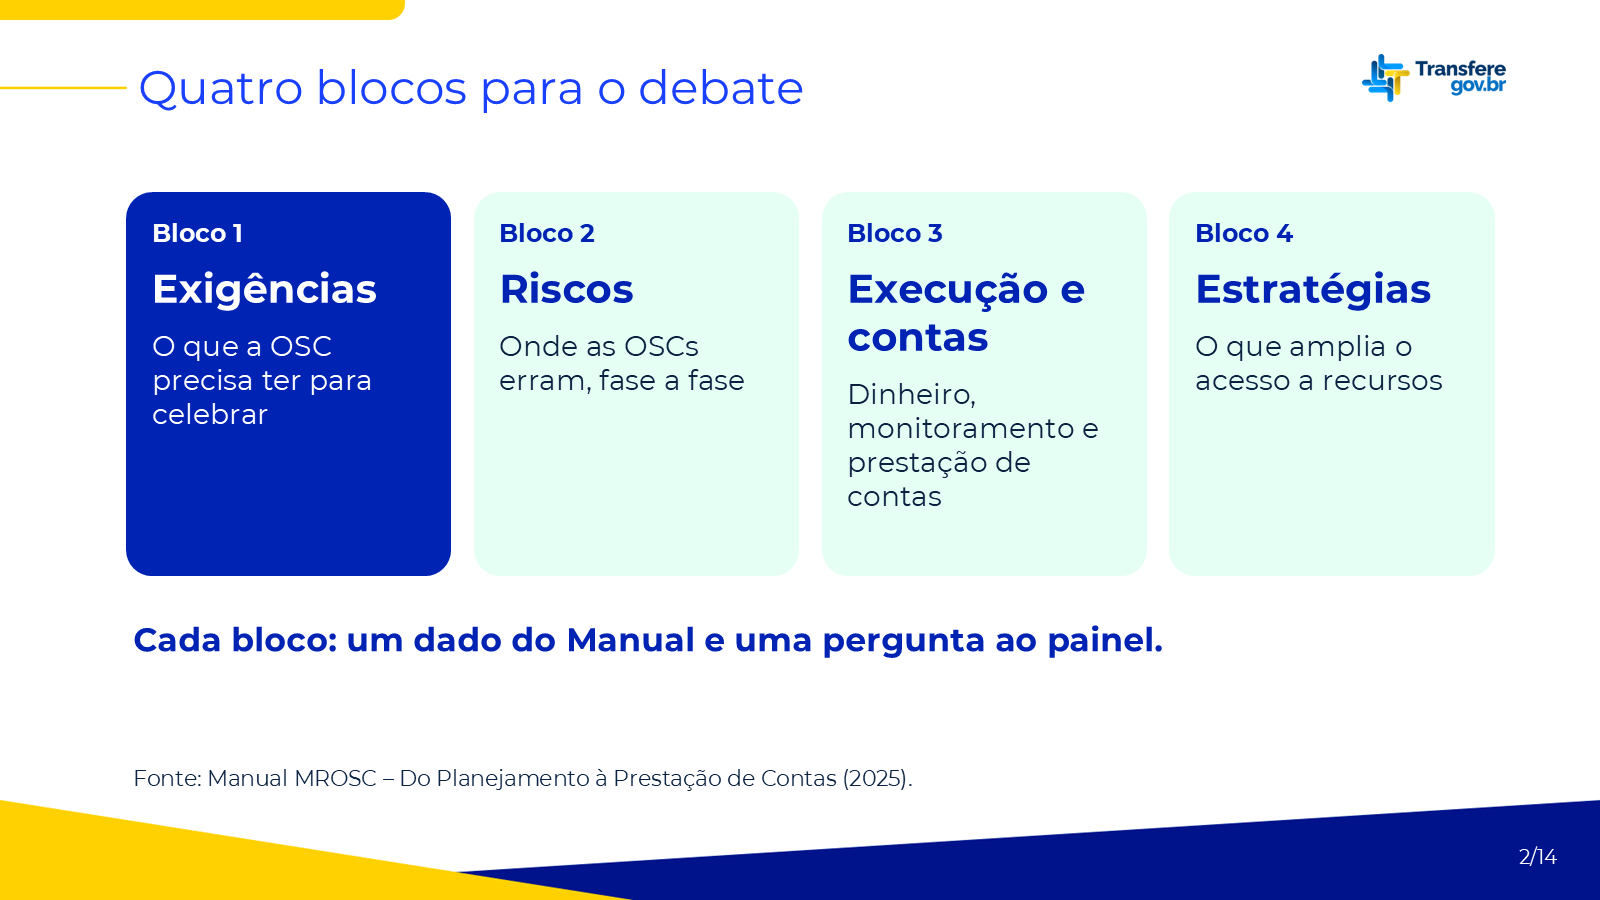 Quatro blocos para o debate
Transfere
gov.br
Bloco 1
Exigências
O que a OSC
precisa ter para
celebrar
Bloco 2
Riscos
Onde as OSCs
erram, fase a fase
Bloco 3
Execução e
contas
Dinheiro,
monitoramento e
prestação de
contas
Bloco 4
Estratégias
O que amplia o
acesso a recursos
Cada bloco: um dado do Manual e uma pergunta ao painel.
Fonte: Manual MROSC – Do Planejamento à Prestação de Contas (2025).
2/14